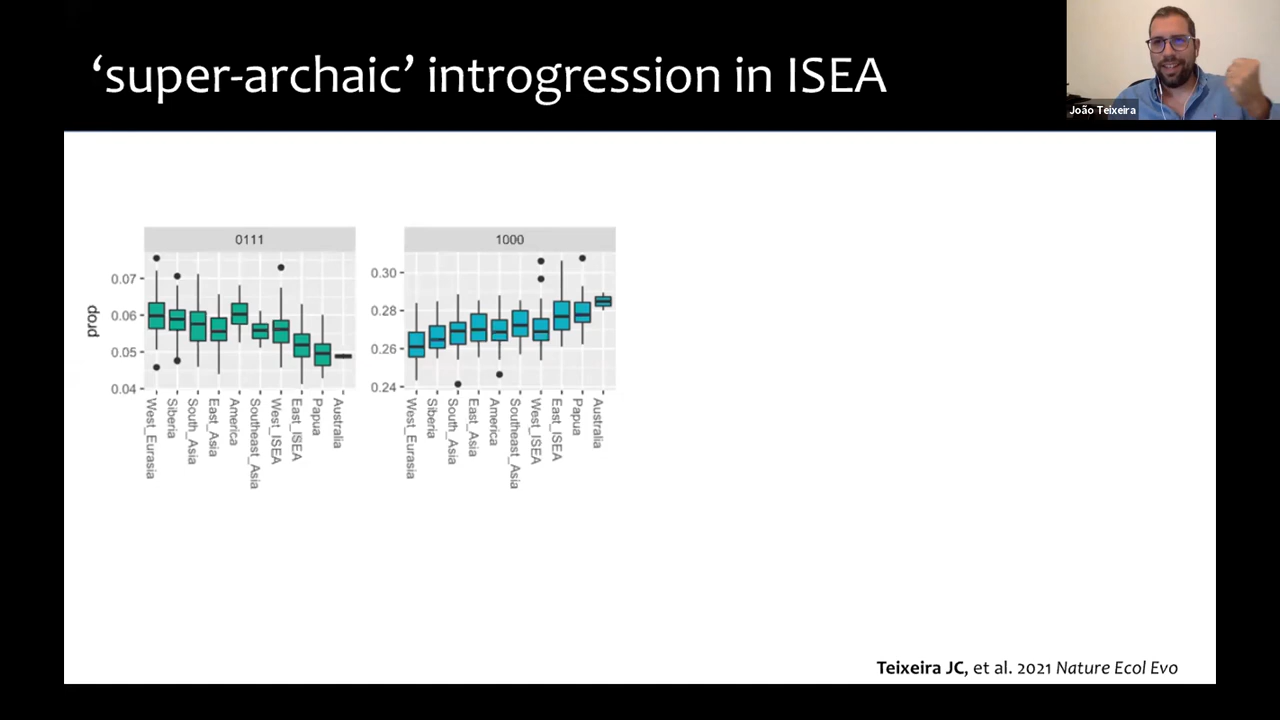 ‘super-archaic’ introgression in ISEA
João Teixeira
0111
1000
prop
0.07
0.06
0.05
0.04
0.30
0.28
0.26
0.24
West_Eurasia
Siberia
South_Asia
East_Asia
America
Southeast_Asia
West_ISEA
East_ISEA
Papua
Australia
West_Eurasia
Siberia
South_Asia
East_Asia
America
Southeast_Asia
West_ISEA
East_ISEA
Papua
Australia
Teixeira JC, et al. 2021 Nature Ecol Evo